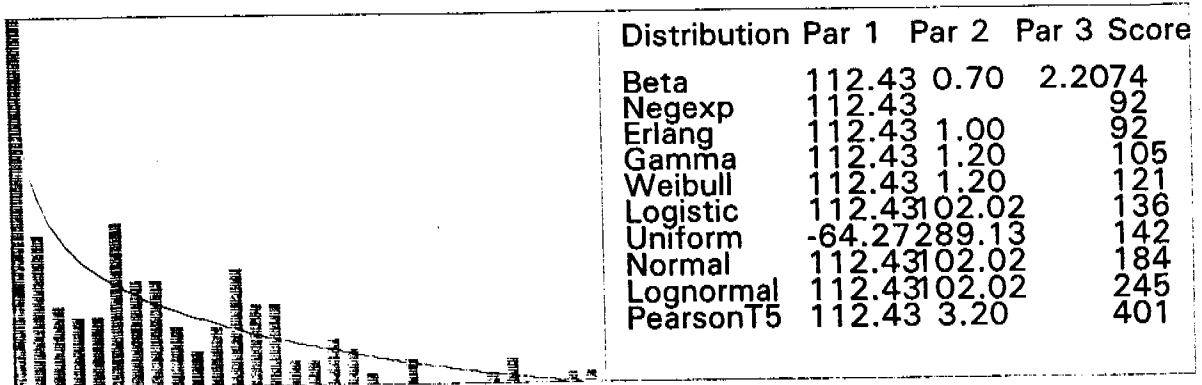 Distribution Par 1 Par 2 Par 3 Score
Beta 112.43 0.70 2.2074
Negexp 112.43 92
Erlang 112.43 1.00 92
Gamma 112.43 1.20 105
Weibull 112.43 1.20 121
Logistic 112.43102.02 136
Uniform -64.27289.13 142
Normal 112.43102.02 184
Lognormal 112.43102.02 245
PearsonT5 112.43 3.20 401